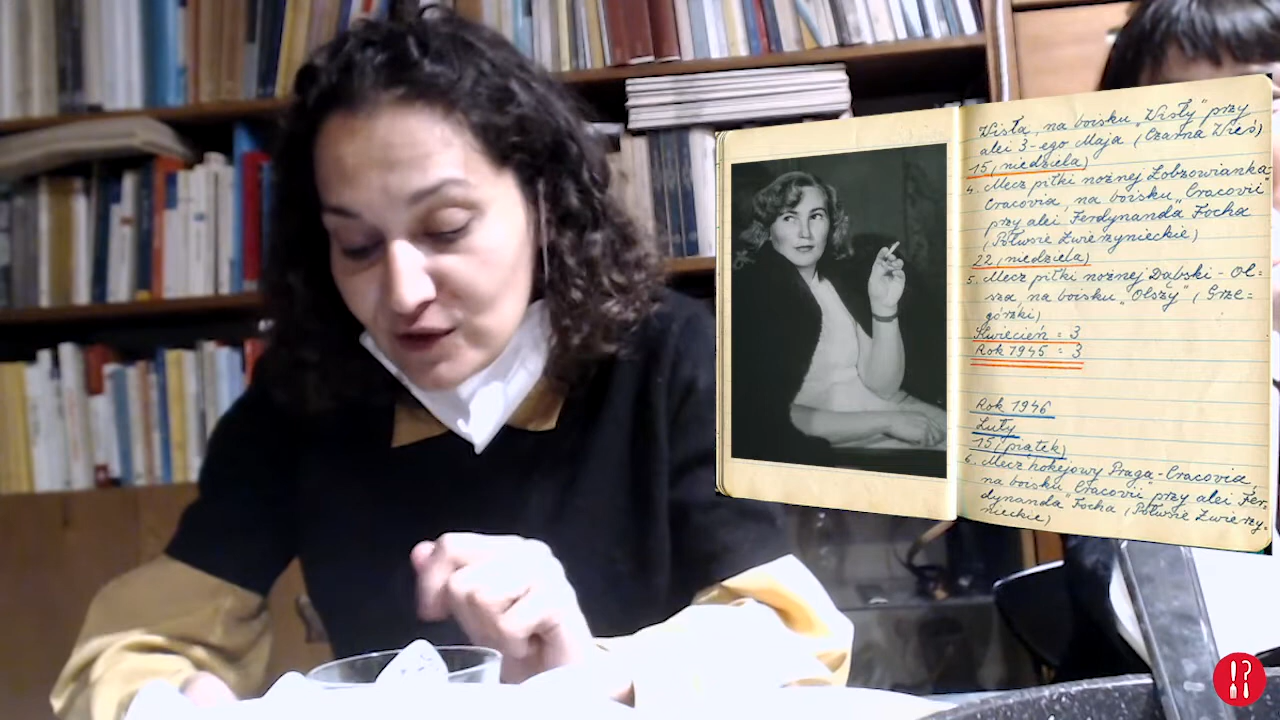 Wisła, na boisku „Wisły” przy
alei 3-ego Maja (Czarna Wieś)
15 (niedziela)
4. Mecz piłki nożnej Łobzowianka
Cracovia, na boisku „Cracovii”
przy alei Ferdynanda Focha
(Półwsie Zwierzynieckie)
22 (niedziela)
5. Mecz piłki nożnej Dąbski - Ol=
sza, na boisku „Olszy” (Grze=
górzki)
Kwiecień = 3
Rok 1945 = 3
Rok 1946
Luty
15 (piątek)
6. Mecz hokejowy Praga-Cracovia,
na boisku „Cracovii” przy alei Fer-
dynanda Focha (Półwsie Zwierzy-
nieckie)